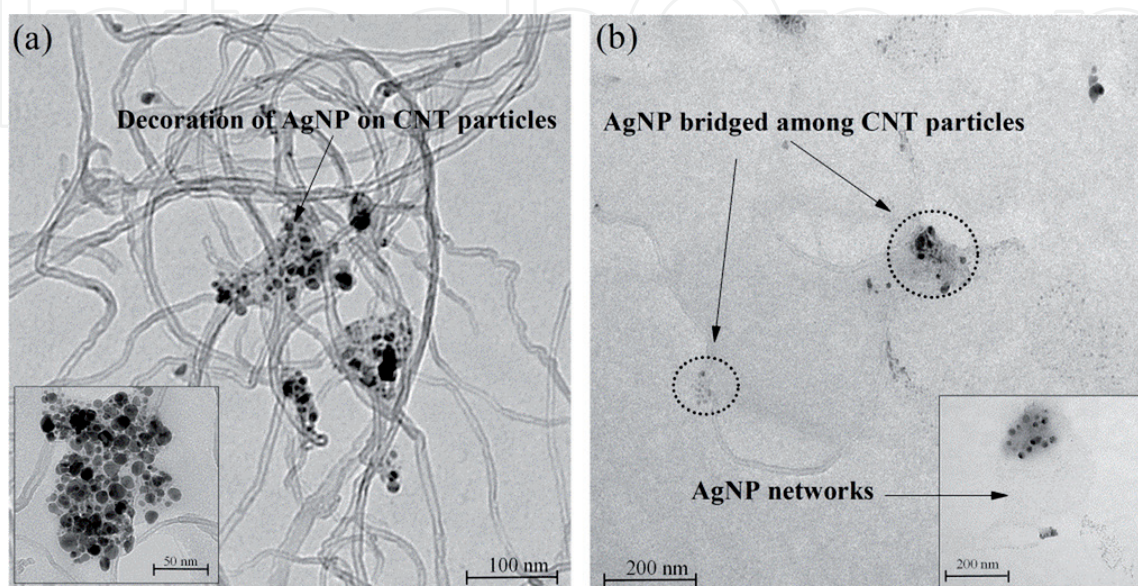 (a)
Decoration of AgNP on CNT particles
50 nm
100 nm
(b)
AgNP bridged among CNT particles
AgNP networks
200 nm
200 nm